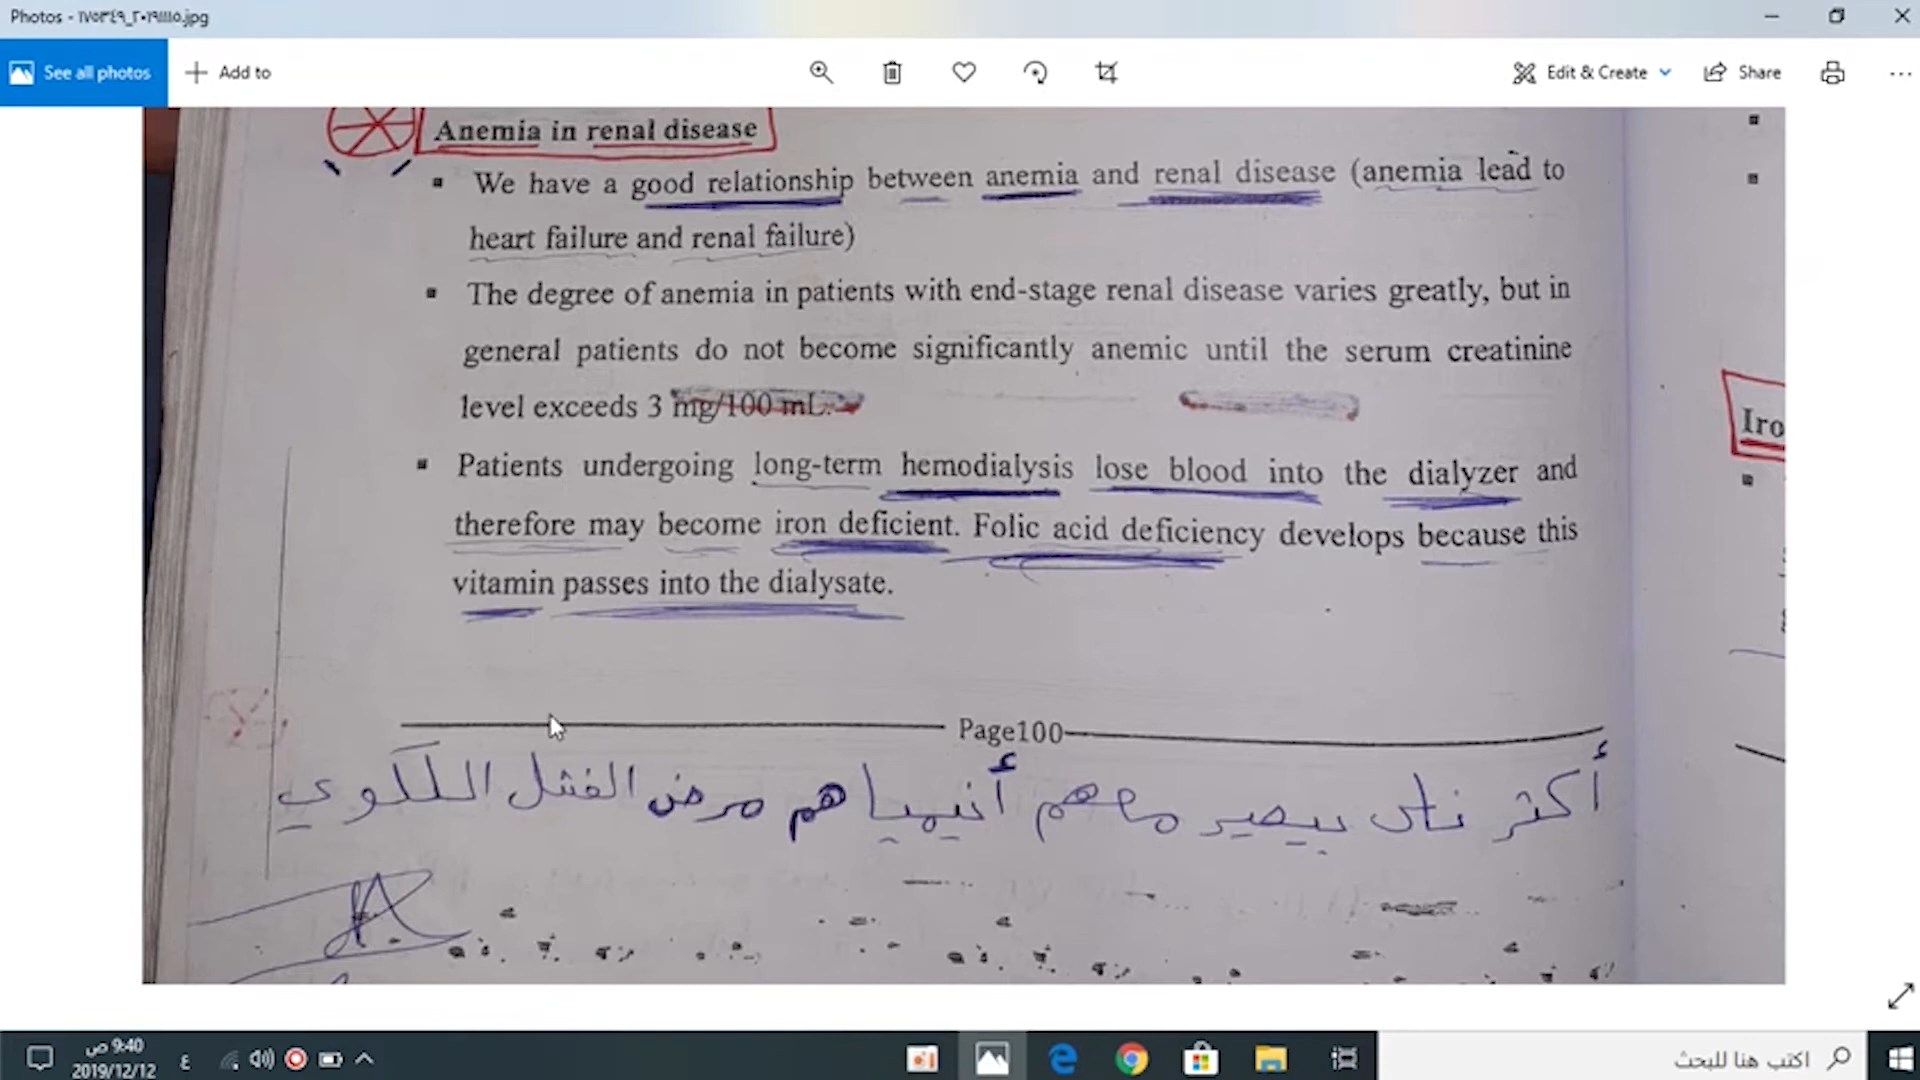 Photos - ٢٠١٩١١١٥_١٧٥٣٤٩.jpg
See all photos
Add to
Edit & Create
Share
Anemia in renal disease
▪ We have a good relationship between anemia and renal disease (anemia lead to
heart failure and renal failure)
▪ The degree of anemia in patients with end-stage renal disease varies greatly, but in
general patients do not become significantly anemic until the serum creatinine
level exceeds 3 mg/100 mL.
▪ Patients undergoing long-term hemodialysis lose blood into the dialyzer and
therefore may become iron deficient. Folic acid deficiency develops because this
vitamin passes into the dialysate.
Iro
Page100
أكثر ناس بيصير معهم أنيميا هم مرض الفشل الكلوي
9:40 ص
2019/12/12
ع
اكتب هنا للبحث